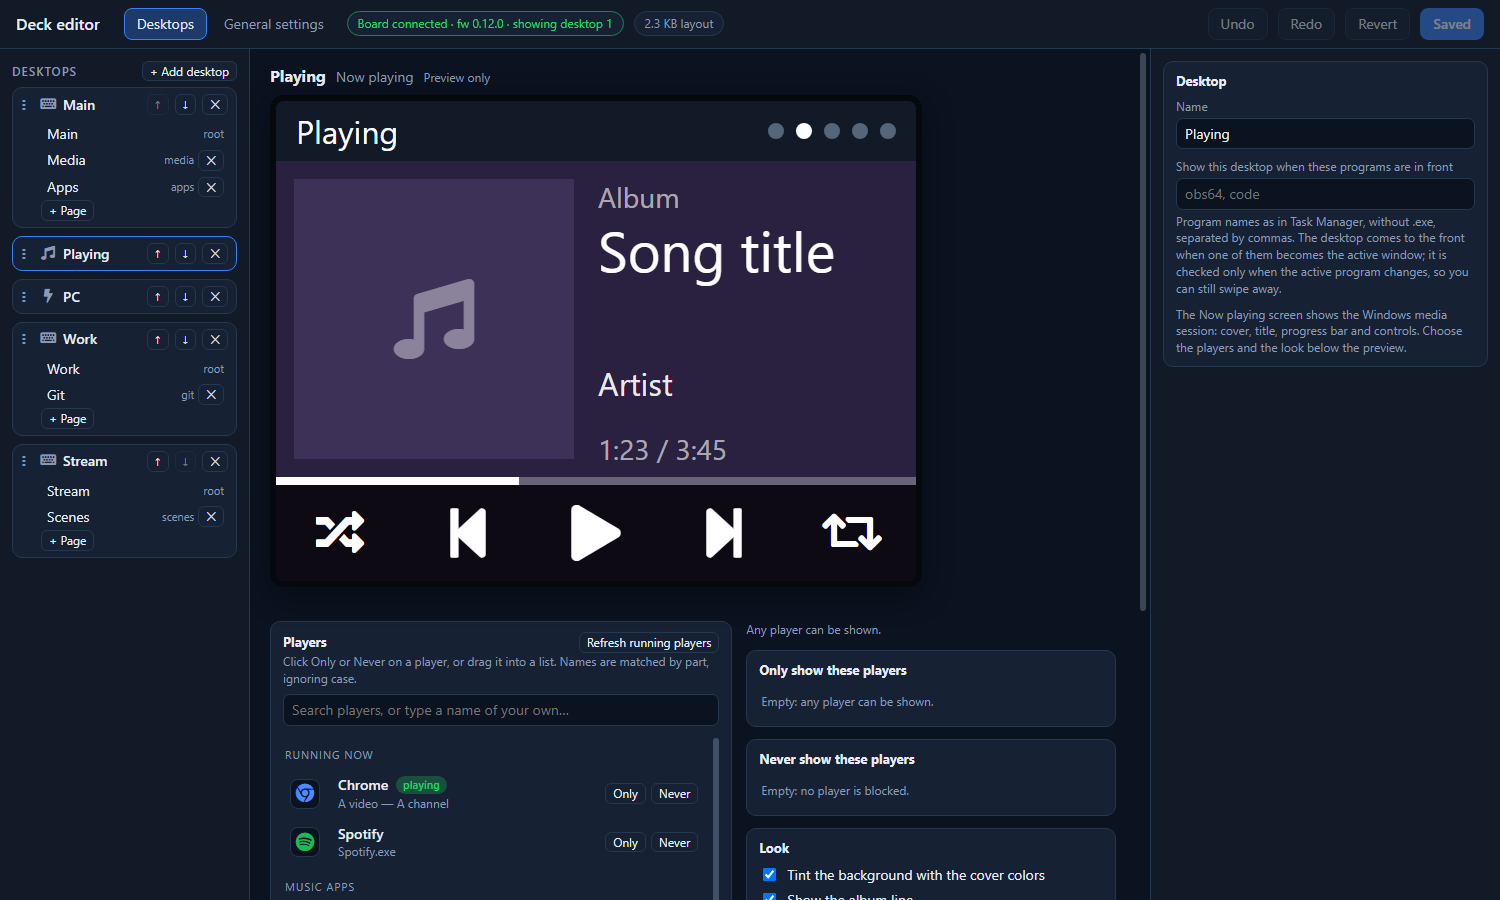 Deck editor
Desktops
General settings
Board connected · fw 0.12.0 · showing desktop 1
2.3 KB layout
Undo
Redo
Revert
Saved
DESKTOPS
+ Add desktop
Main
↑
↓
X
Main
root
Media
media
X
Apps
apps
X
+ Page
Playing
↑
↓
X
PC
↑
↓
X
Work
↑
↓
X
Work
root
Git
git
X
+ Page
Stream
↑
↓
X
Stream
root
Scenes
scenes
X
+ Page
Playing
Now playing
Preview only
Playing
Album
Song title
Artist
1:23 / 3:45
Players
Refresh running players
Click Only or Never on a player, or drag it into a list. Names are matched by part,
ignoring case.
Search players, or type a name of your own...
RUNNING NOW
Chrome
playing
A video — A channel
Only
Never
Spotify
Spotify.exe
Only
Never
MUSIC APPS
Any player can be shown.
Only show these players
Empty: any player can be shown.
Never show these players
Empty: no player is blocked.
Look
Tint the background with the cover colors
Show the album line
Desktop
Name
Playing
Show this desktop when these programs are in front
obs64, code
Program names as in Task Manager, without .exe,
separated by commas. The desktop comes to the front
when one of them becomes the active window; it is
checked only when the active program changes, so you
can still swipe away.
The Now playing screen shows the Windows media
session: cover, title, progress bar and controls. Choose
the players and the look below the preview.